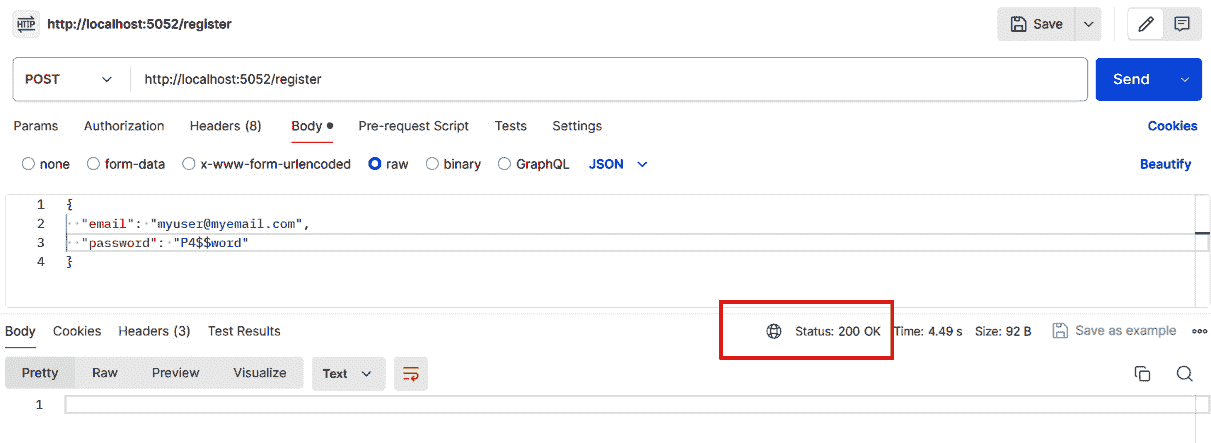 HTTP http://localhost:5052/register Save
POST http://localhost:5052/register Send
Params Authorization Headers (8) Body Pre-request Script Tests Settings Cookies
none form-data x-www-form-urlencoded raw binary GraphQL JSON Beautify
1 {
2 "email": "myuser@myemail.com",
3 "password": "P4$$word"
4 }
Body Cookies Headers (3) Test Results Status: 200 OK Time: 4.49 s Size: 92 B Save as example
Pretty Raw Preview Visualize Text
1